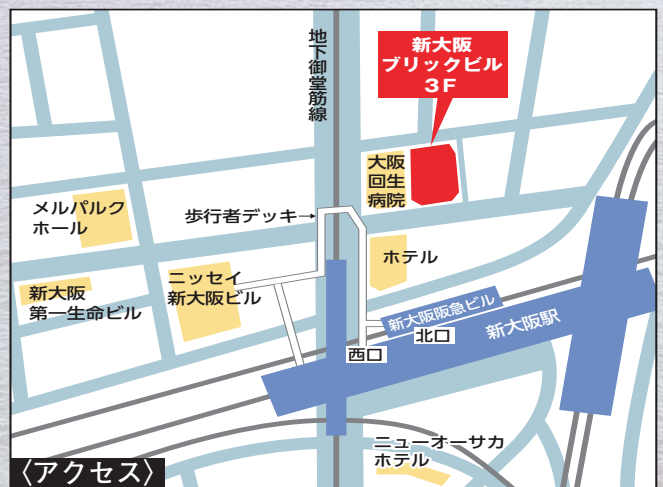 地下御堂筋線
新大阪
ブリックビル
3F
大阪
回生
病院
メルパルク
ホール
歩行者デッキ→
ホテル
ニッセイ
新大阪ビル
新大阪
第一生命ビル
新大阪阪急ビル
新大阪駅
北口
西口
ニューオーサカ
ホテル
〈アクセス〉